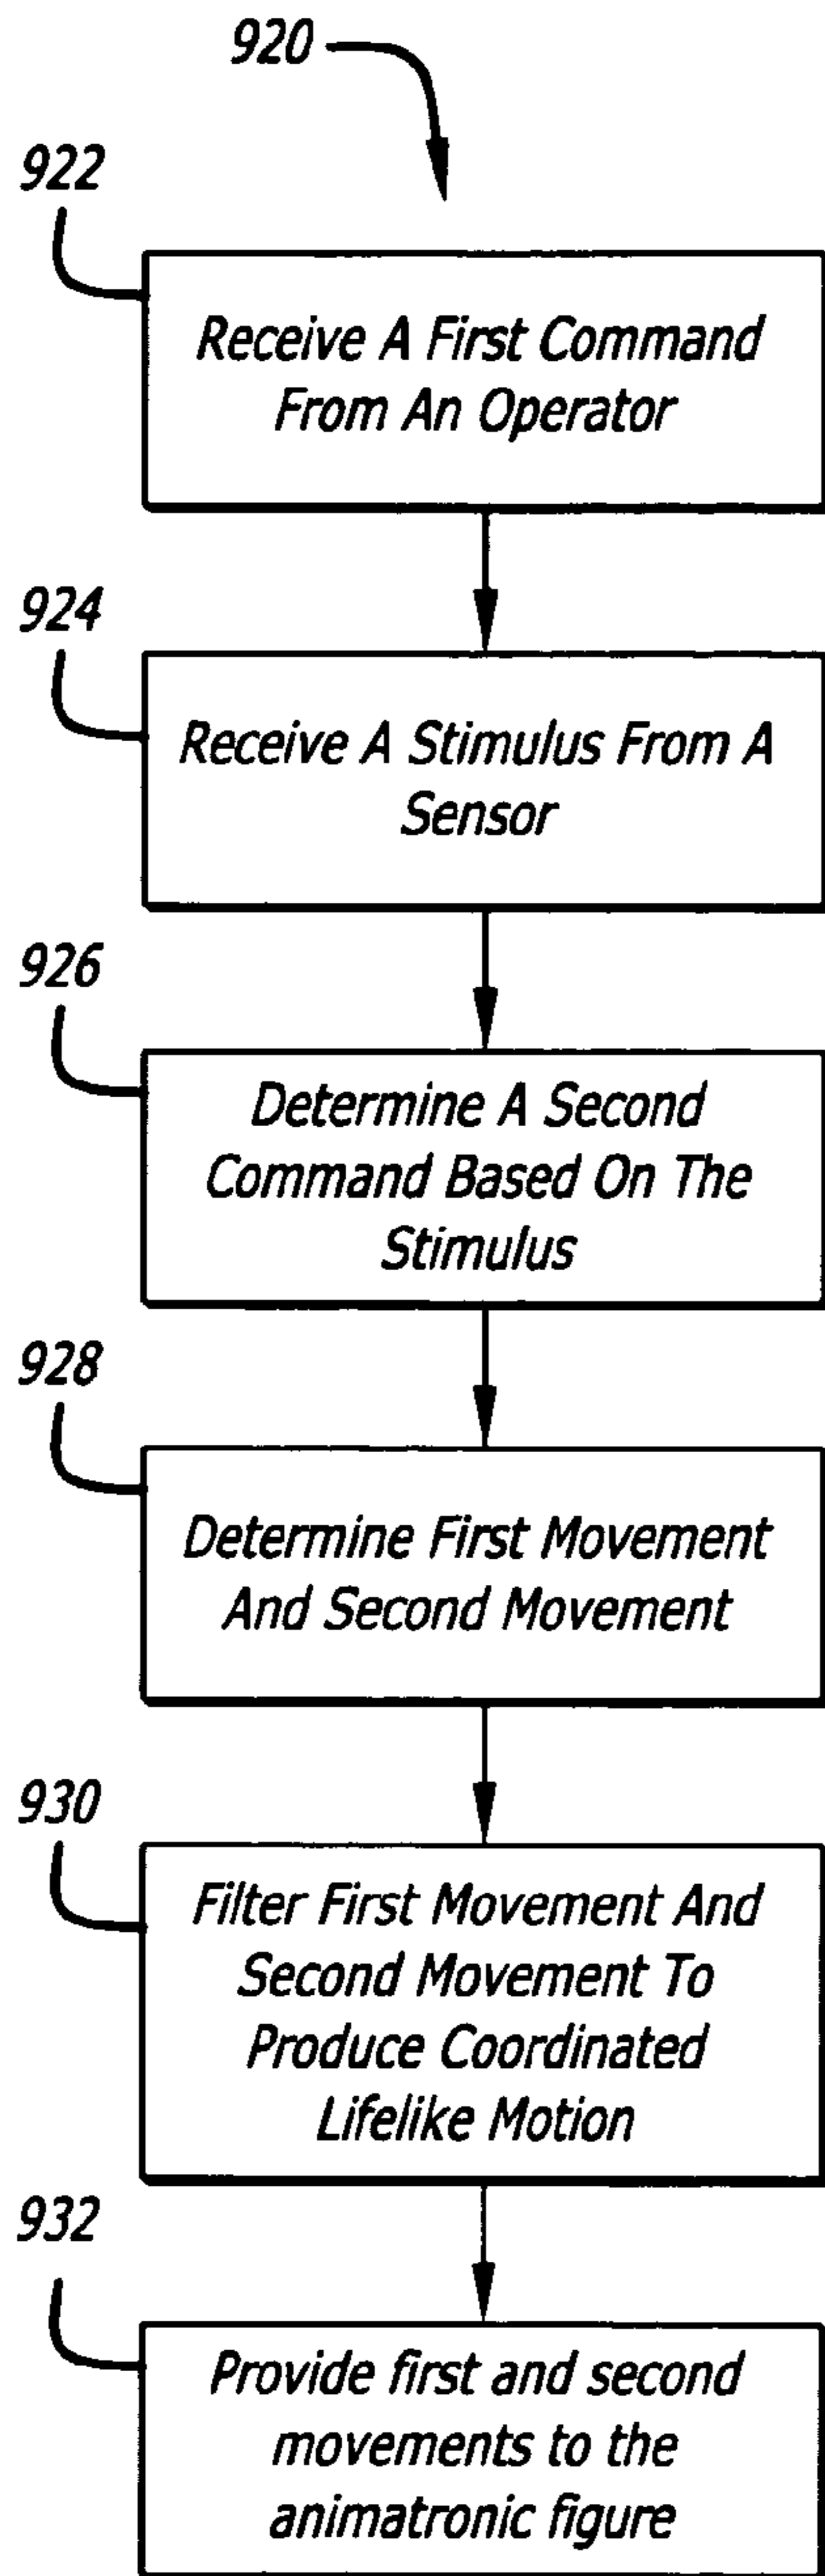 920
922
Receive A First Command
From An Operator
924
Receive A Stimulus From A
Sensor
926
Determine A Second
Command Based On The
Stimulus
928
Determine First Movement
And Second Movement
930
Filter First Movement And
Second Movement To
Produce Coordinated
Lifelike Motion
932
Provide first and second
movements to the
animatronic figure